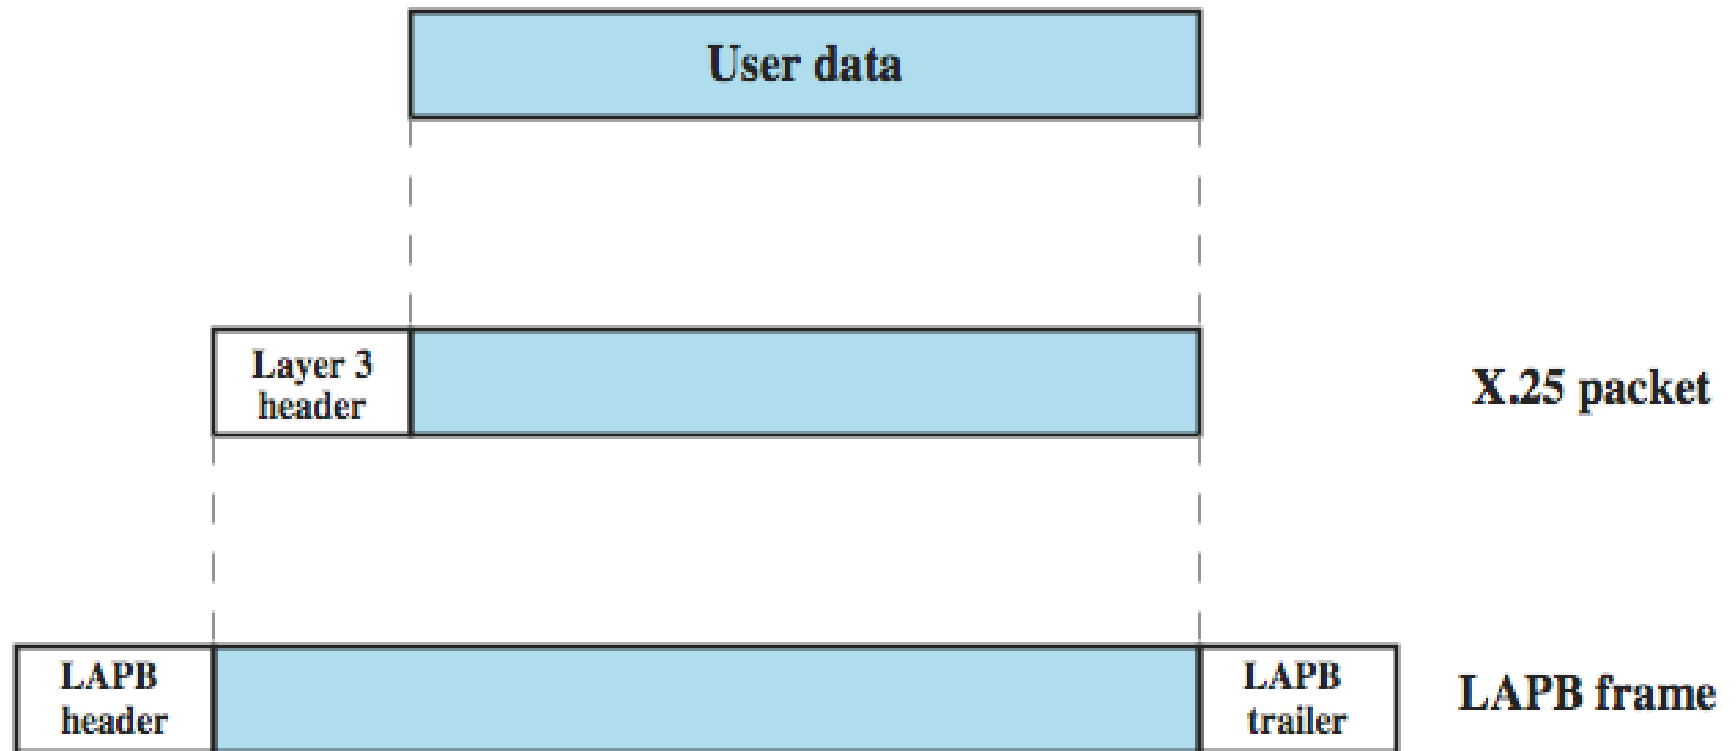 User data
Layer 3
header
X.25 packet
LAPB
header
LAPB
trailer
LAPB frame